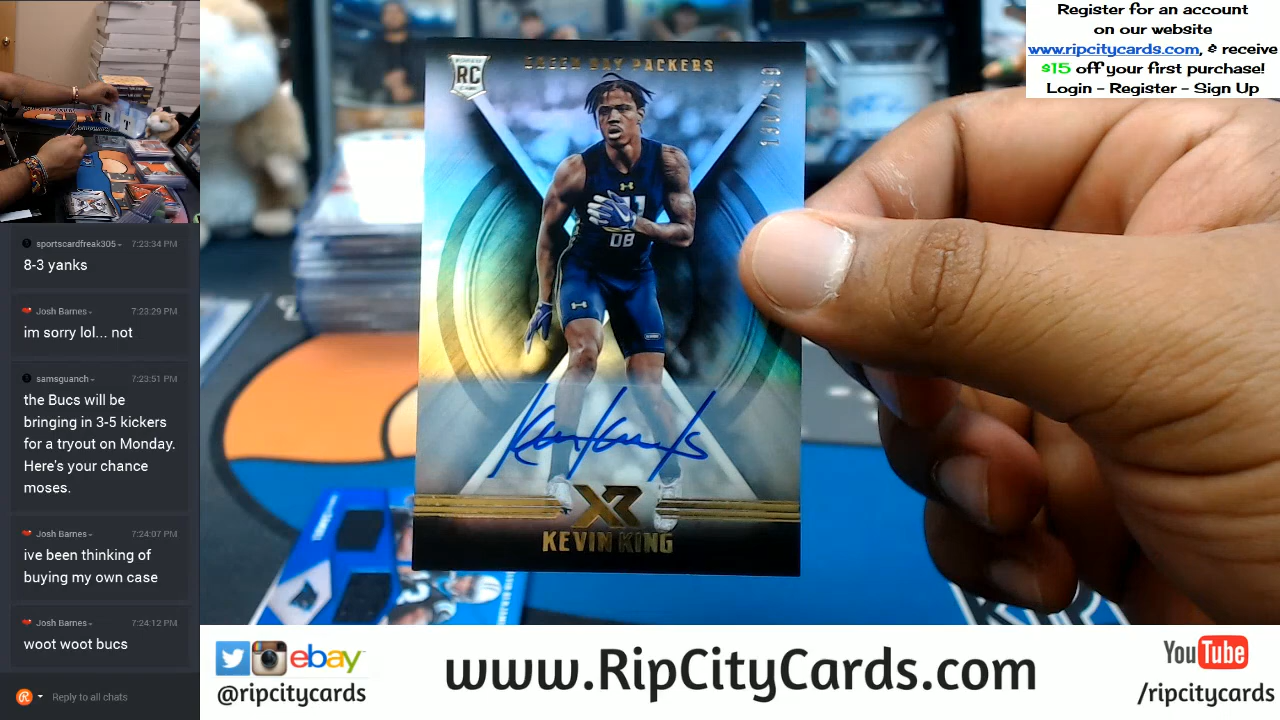 Register for an account
on our website
www.ripcitycards.com, & receive
$15 off your first purchase!
Login - Register - Sign Up
sportscardfreak305 7:23:34 PM
8-3 yanks
Josh Barnes 7:23:29 PM
im sorry lol... not
samsguanch 7:23:51 PM
the Bucs will be
bringing in 3-5 kickers
for a tryout on Monday.
Here's your chance
moses.
Josh Barnes 7:24:07 PM
ive been thinking of
buying my own case
Josh Barnes 7:24:12 PM
woot woot bucs
Reply to all chats
RC
GREEN BAY PACKERS
08
XR
KEVIN KING
ebay
@ripcitycards
www.RipCityCards.com
YouTube
/ripcitycards